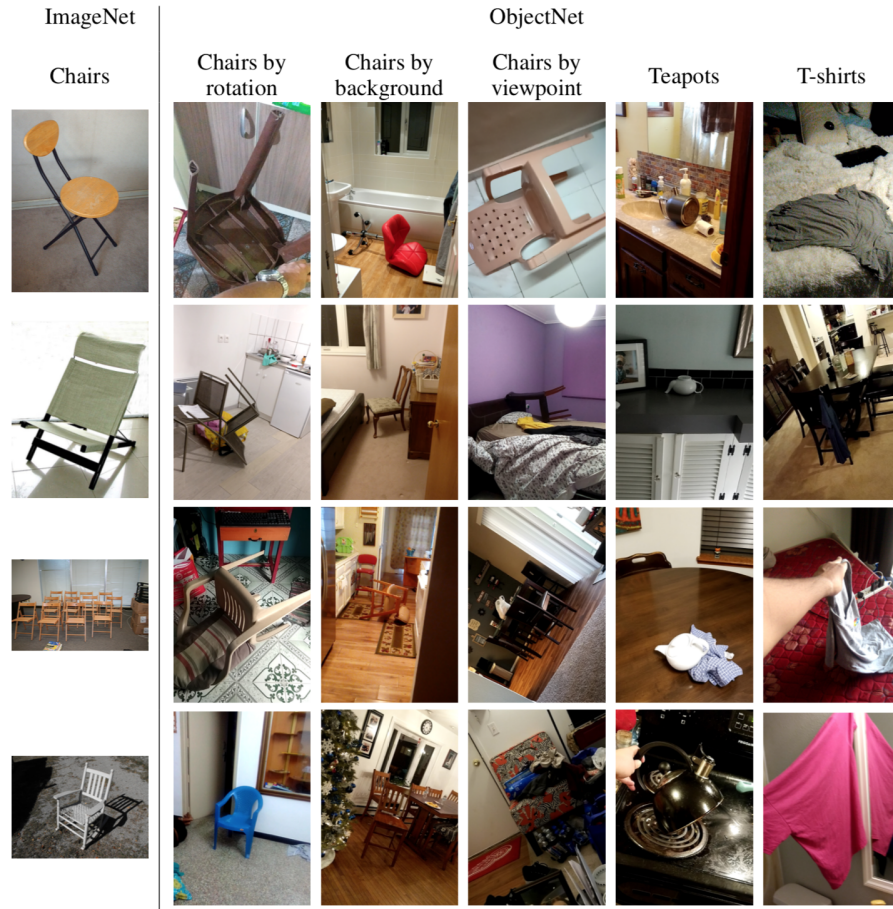 ImageNet
ObjectNet
Chairs
Chairs by
rotation
Chairs by
background
Chairs by
viewpoint
Teapots
T-shirts